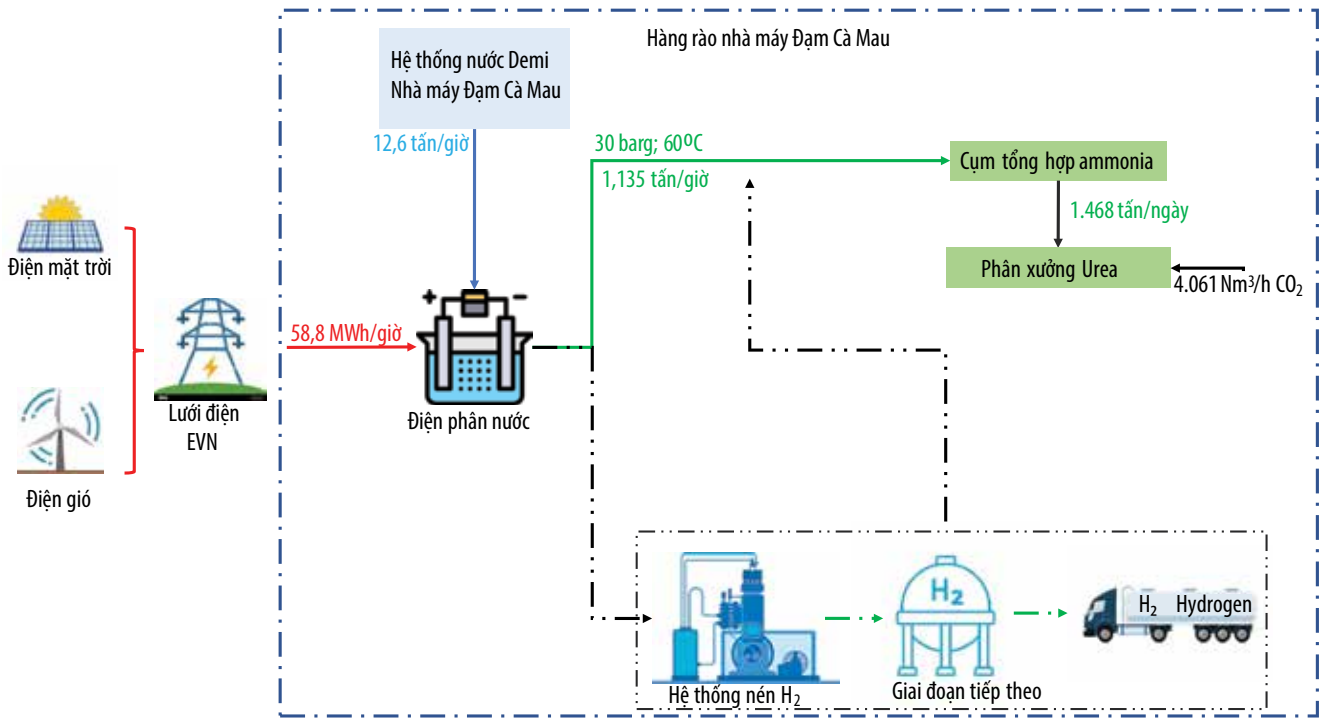 Hàng rào nhà máy Đạm Cà Mau
Hệ thống nước Demi
Nhà máy Đạm Cà Mau
12,6 tấn/giờ
30 barg; 60⁰C
1,135 tấn/giờ
Cụm tổng hợp ammonia
1.468 tấn/ngày
Phân xưởng Urea
4.061 Nm³/h CO₂
Điện mặt trời
58,8 MWh/giờ
Lưới điện
EVN
Điện phân nước
Điện gió
H₂
H₂ Hydrogen
Hệ thống nén H₂
Giai đoạn tiếp theo